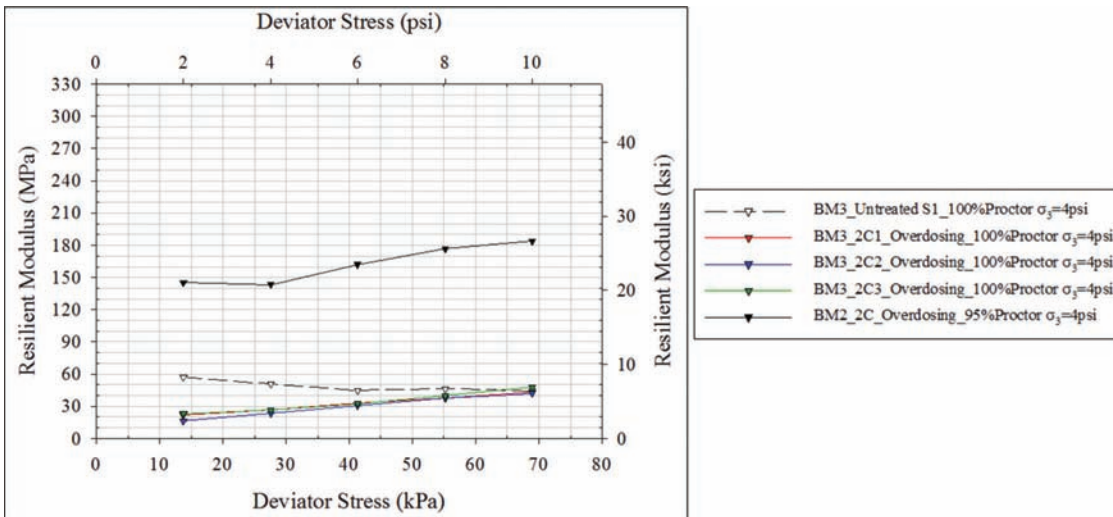 Deviator Stress (psi)
0 2 4 6 8 10
330
300
270
240
210
180
150
120
90
60
30
0
Resilient Modulus (MPa)
40
30
20
10
0
Resilient Modulus (ksi)
0 10 20 30 40 50 60 70 80
Deviator Stress (kPa)
BM3_Untreated S1_100%Proctor σ₃=4psi
BM3_2C1_Overdosing_100%Proctor σ₃=4psi
BM3_2C2_Overdosing_100%Proctor σ₃=4psi
BM3_2C3_Overdosing_100%Proctor σ₃=4psi
BM2_2C_Overdosing_95%Proctor σ₃=4psi